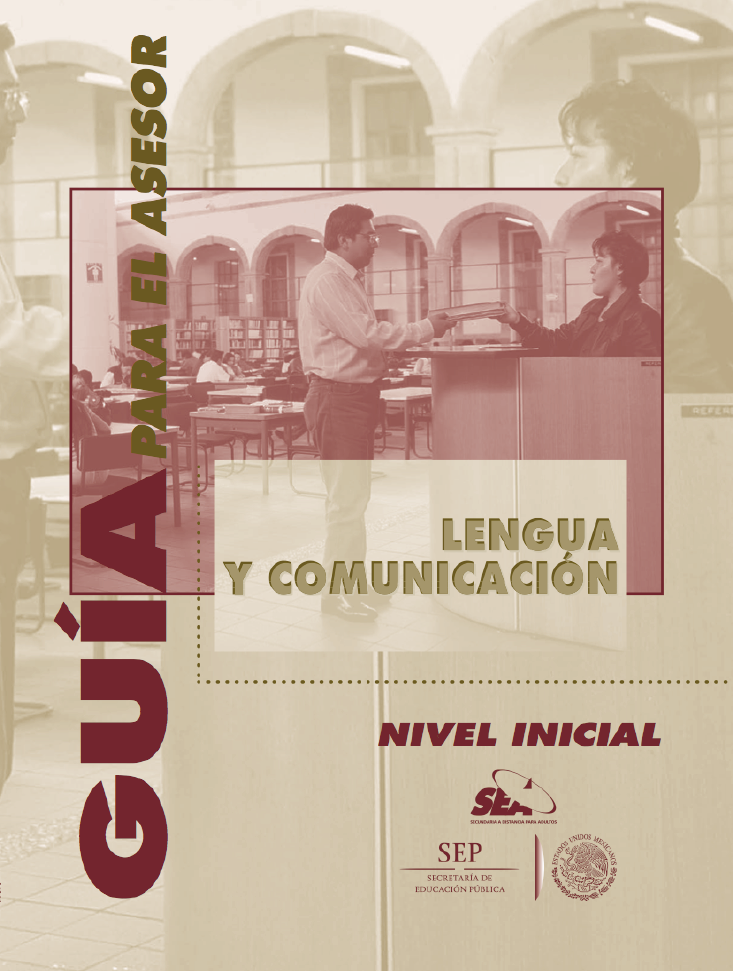 GUÍA PARA EL ASESOR
LENGUA
Y COMUNICACIÓN
NIVEL INICIAL
SEA
SECUNDARIA A DISTANCIA PARA ADULTOS
SEP
SECRETARÍA DE
EDUCACIÓN PÚBLICA
ESTADOS UNIDOS MEXICANOS